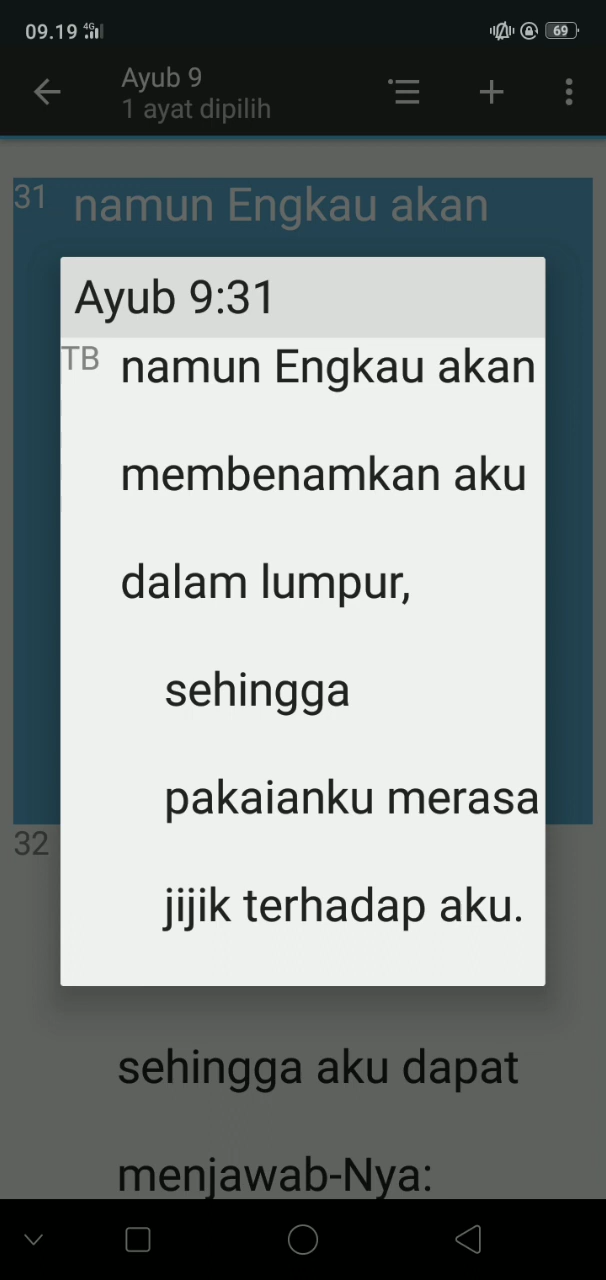 09.19 4G 69
Ayub 9
1 ayat dipilih
31 namun Engkau akan
Ayub 9:31
TB namun Engkau akan
membenamkan aku
dalam lumpur,
sehingga
pakaianku merasa
jijik terhadap aku.
32
sehingga aku dapat
menjawab-Nya: